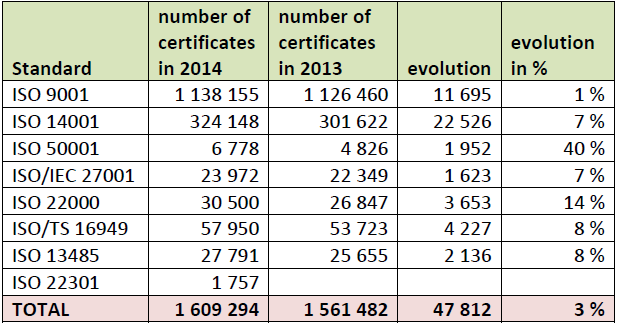 Standard number of certificates in 2014 number of certificates in 2013 evolution evolution in %
ISO 9001 1 138 155 1 126 460 11 695 1 %
ISO 14001 324 148 301 622 22 526 7 %
ISO 50001 6 778 4 826 1 952 40 %
ISO/IEC 27001 23 972 22 349 1 623 7 %
ISO 22000 30 500 26 847 3 653 14 %
ISO/TS 16949 57 950 53 723 4 227 8 %
ISO 13485 27 791 25 655 2 136 8 %
ISO 22301 1 757
TOTAL 1 609 294 1 561 482 47 812 3 %